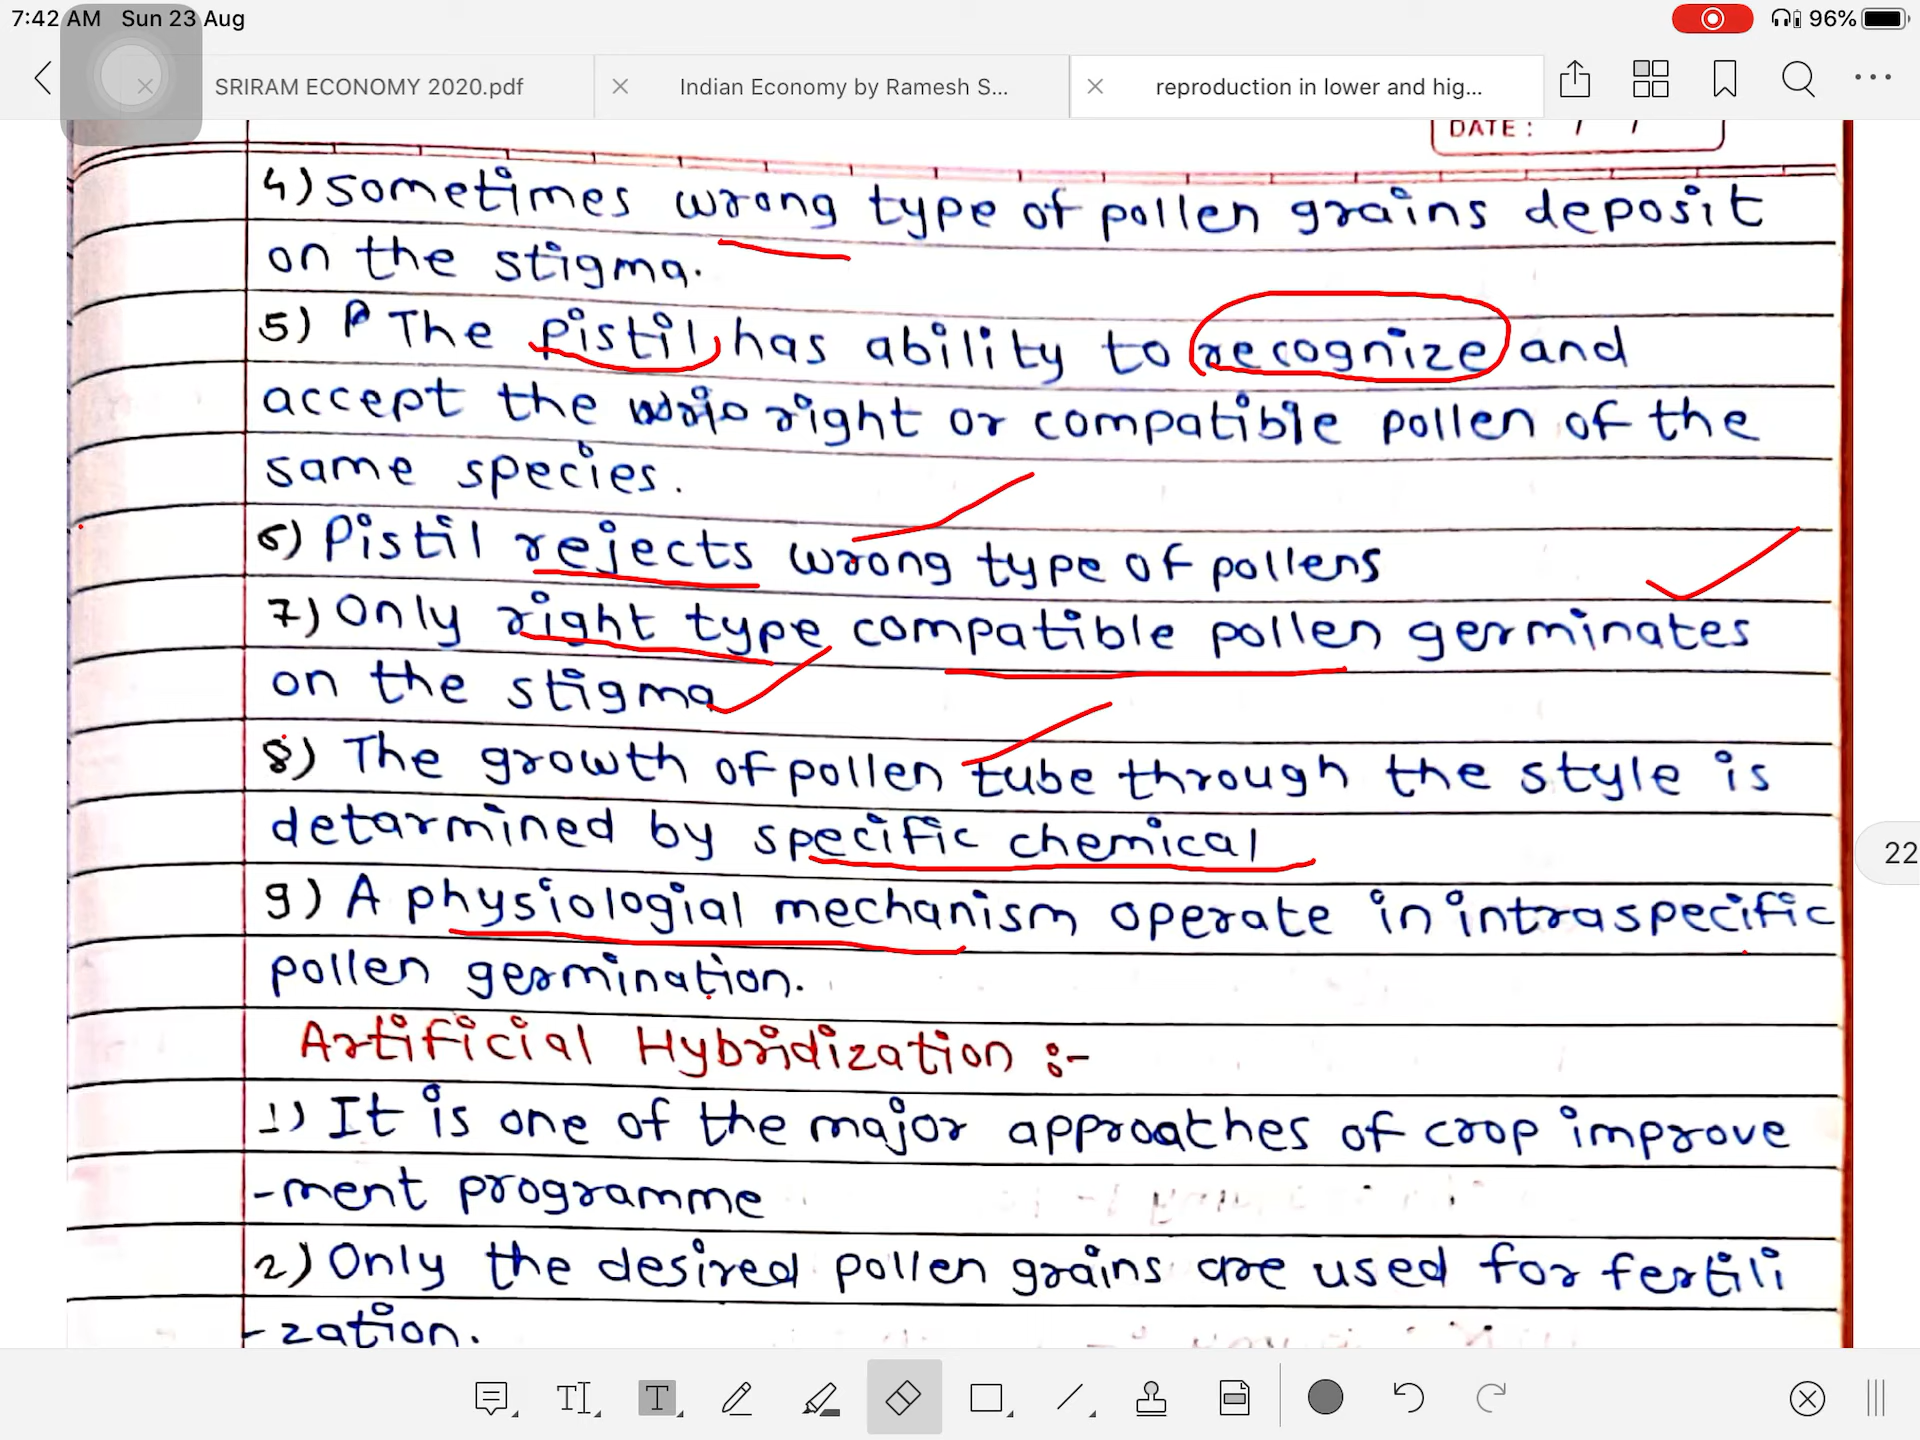 7:42 AM Sun 23 Aug
96%
SRIRAM ECONOMY 2020.pdf
Indian Economy by Ramesh S...
reproduction in lower and hig...
DATE : / /
4) sometimes wrong type of pollen grains deposit
on the stigma.
5) The pistil has ability to recognize and
accept the right or compatible pollen of the
same species.
6) Pistil rejects wrong type of pollens
7) Only right type compatible pollen germinates
on the stigma
8) The growth of pollen tube through the style is
detarmined by specific chemical
9) A physiologial mechanism operate in intraspecific
pollen germination.
Artificial Hybridization :-
1) It is one of the major approaches of crop improve
-ment programme
2) Only the desired pollen grains are used for fertili
-zation.
22